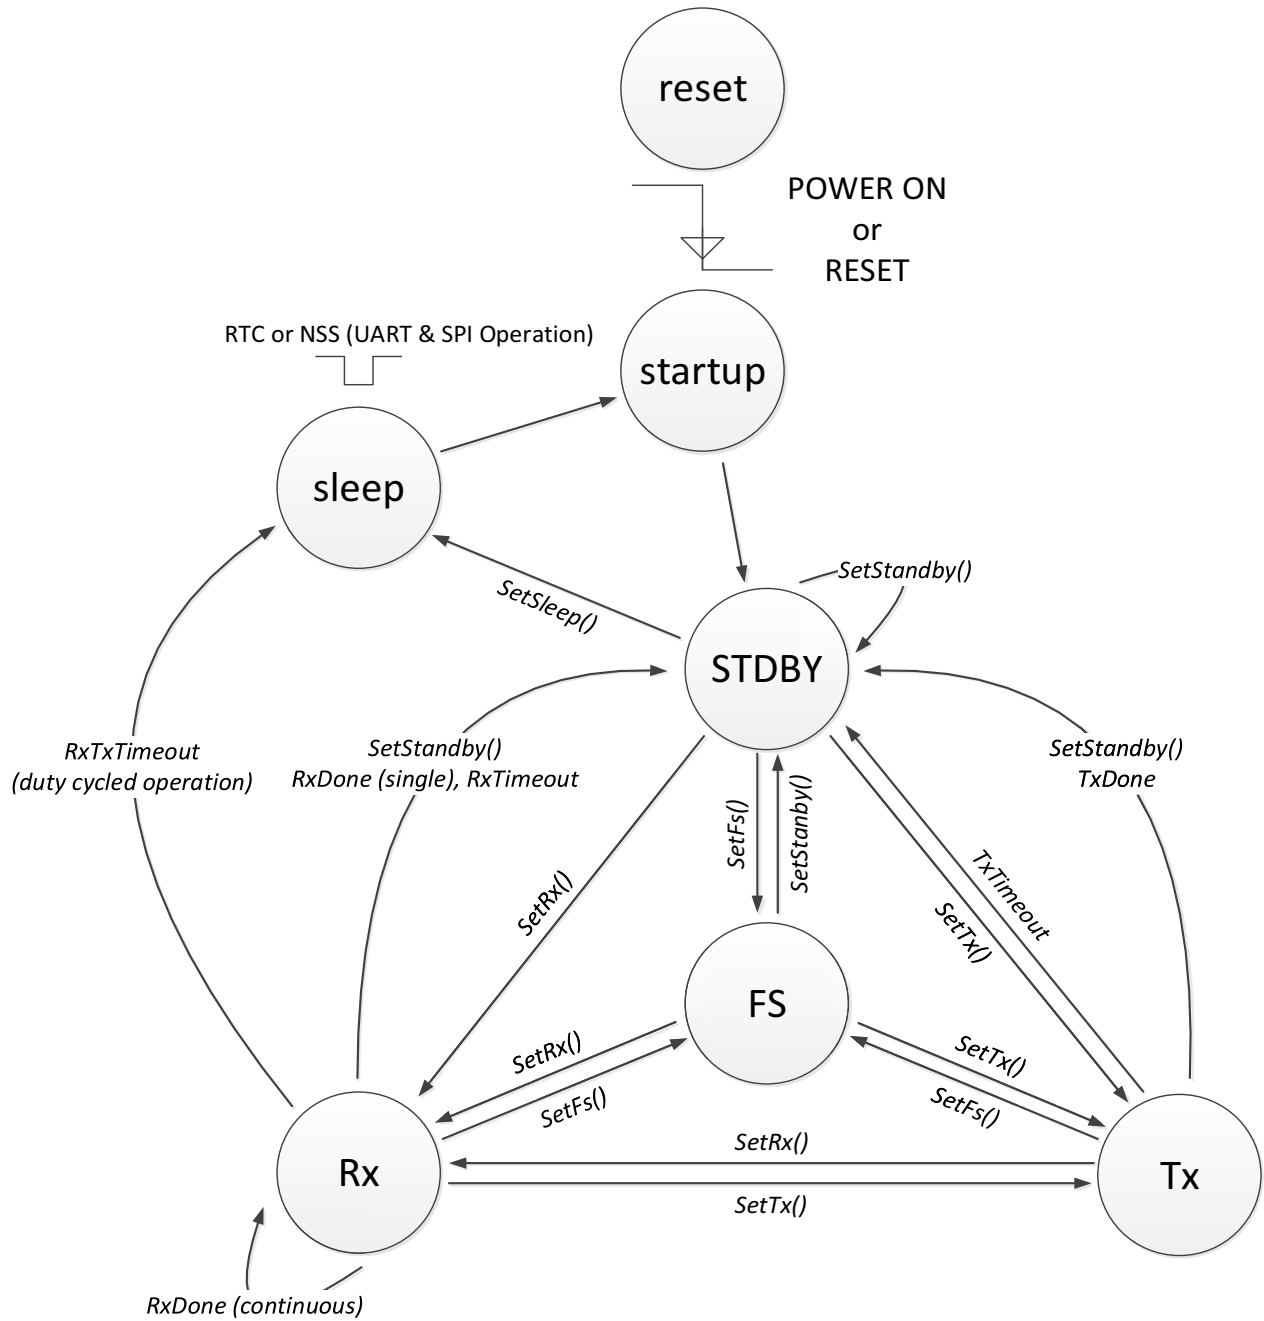 reset
POWER ON
or
RESET
RTC or NSS (UART & SPI Operation)
startup
sleep
SetStandby()
SetSleep()
STDBY
RxTxTimeout
(duty cycled operation)
SetStandby()
RxDone (single), RxTimeout
SetStandby()
TxDone
SetFs()
SetStanby()
TxTimeout
SetRx()
SetTx()
FS
SetRx()
SetFs()
SetTx()
SetFs()
SetRx()
Rx
Tx
SetTx()
RxDone (continuous)